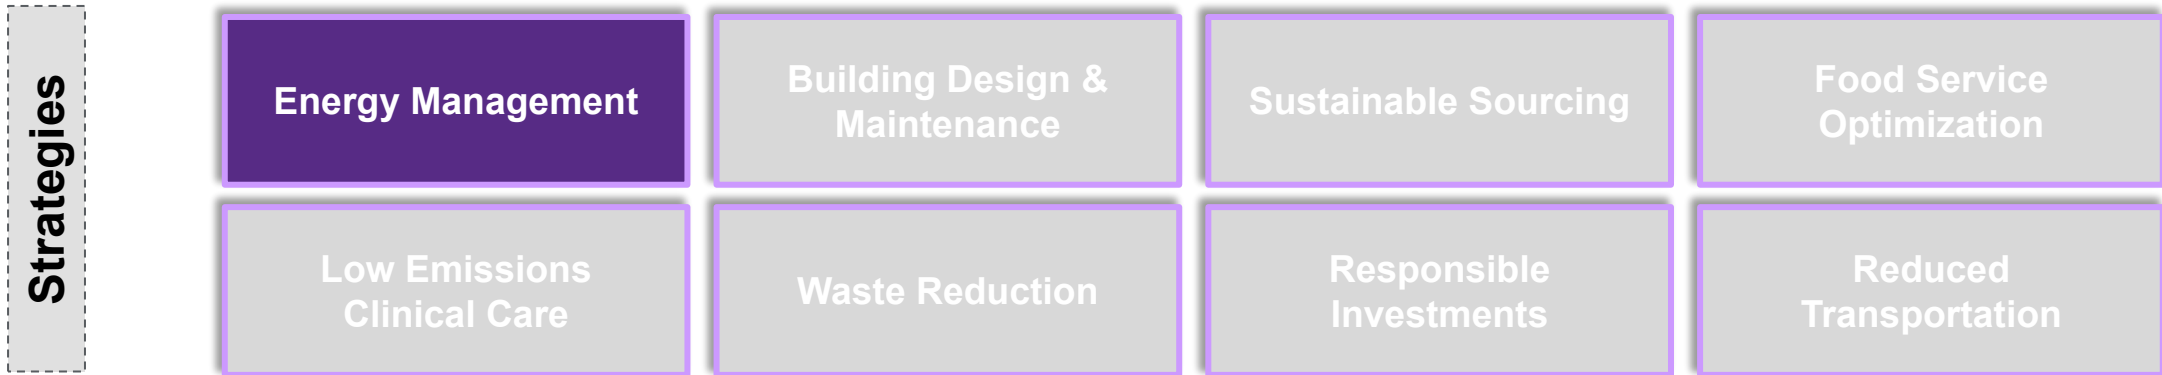 Strategies
Energy Management
Building Design &
Maintenance
Sustainable Sourcing
Food Service
Optimization
Low Emissions
Clinical Care
Waste Reduction
Responsible
Investments
Reduced
Transportation